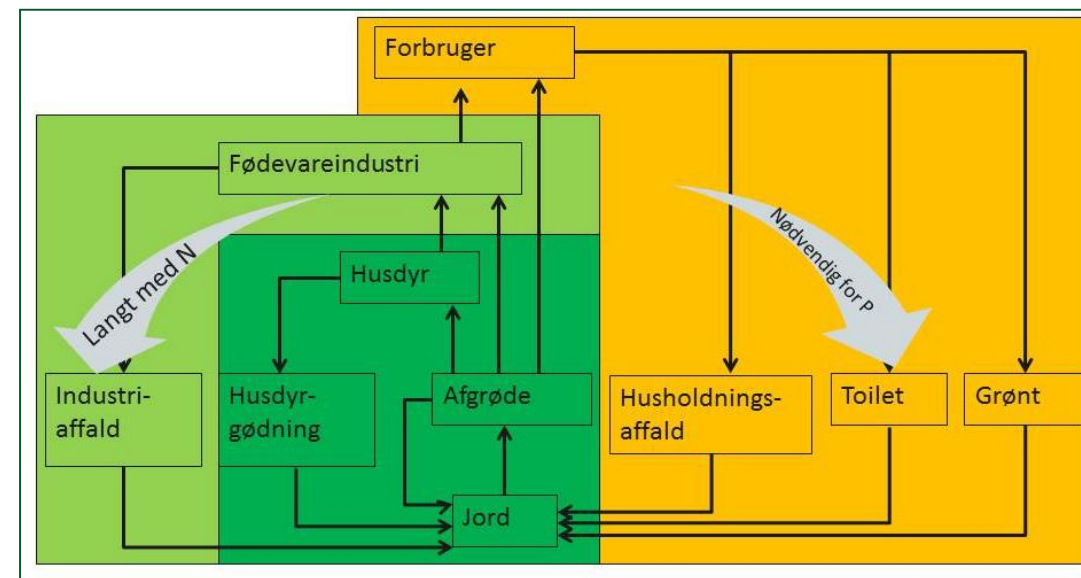 Forbruger
Fødevareindustri
Langt med N
Nødvendig for P
Husdyr
Industri-
affald
Husdyr-
gødning
Afgrøde
Husholdnings-
affald
Toilet
Grønt
Jord